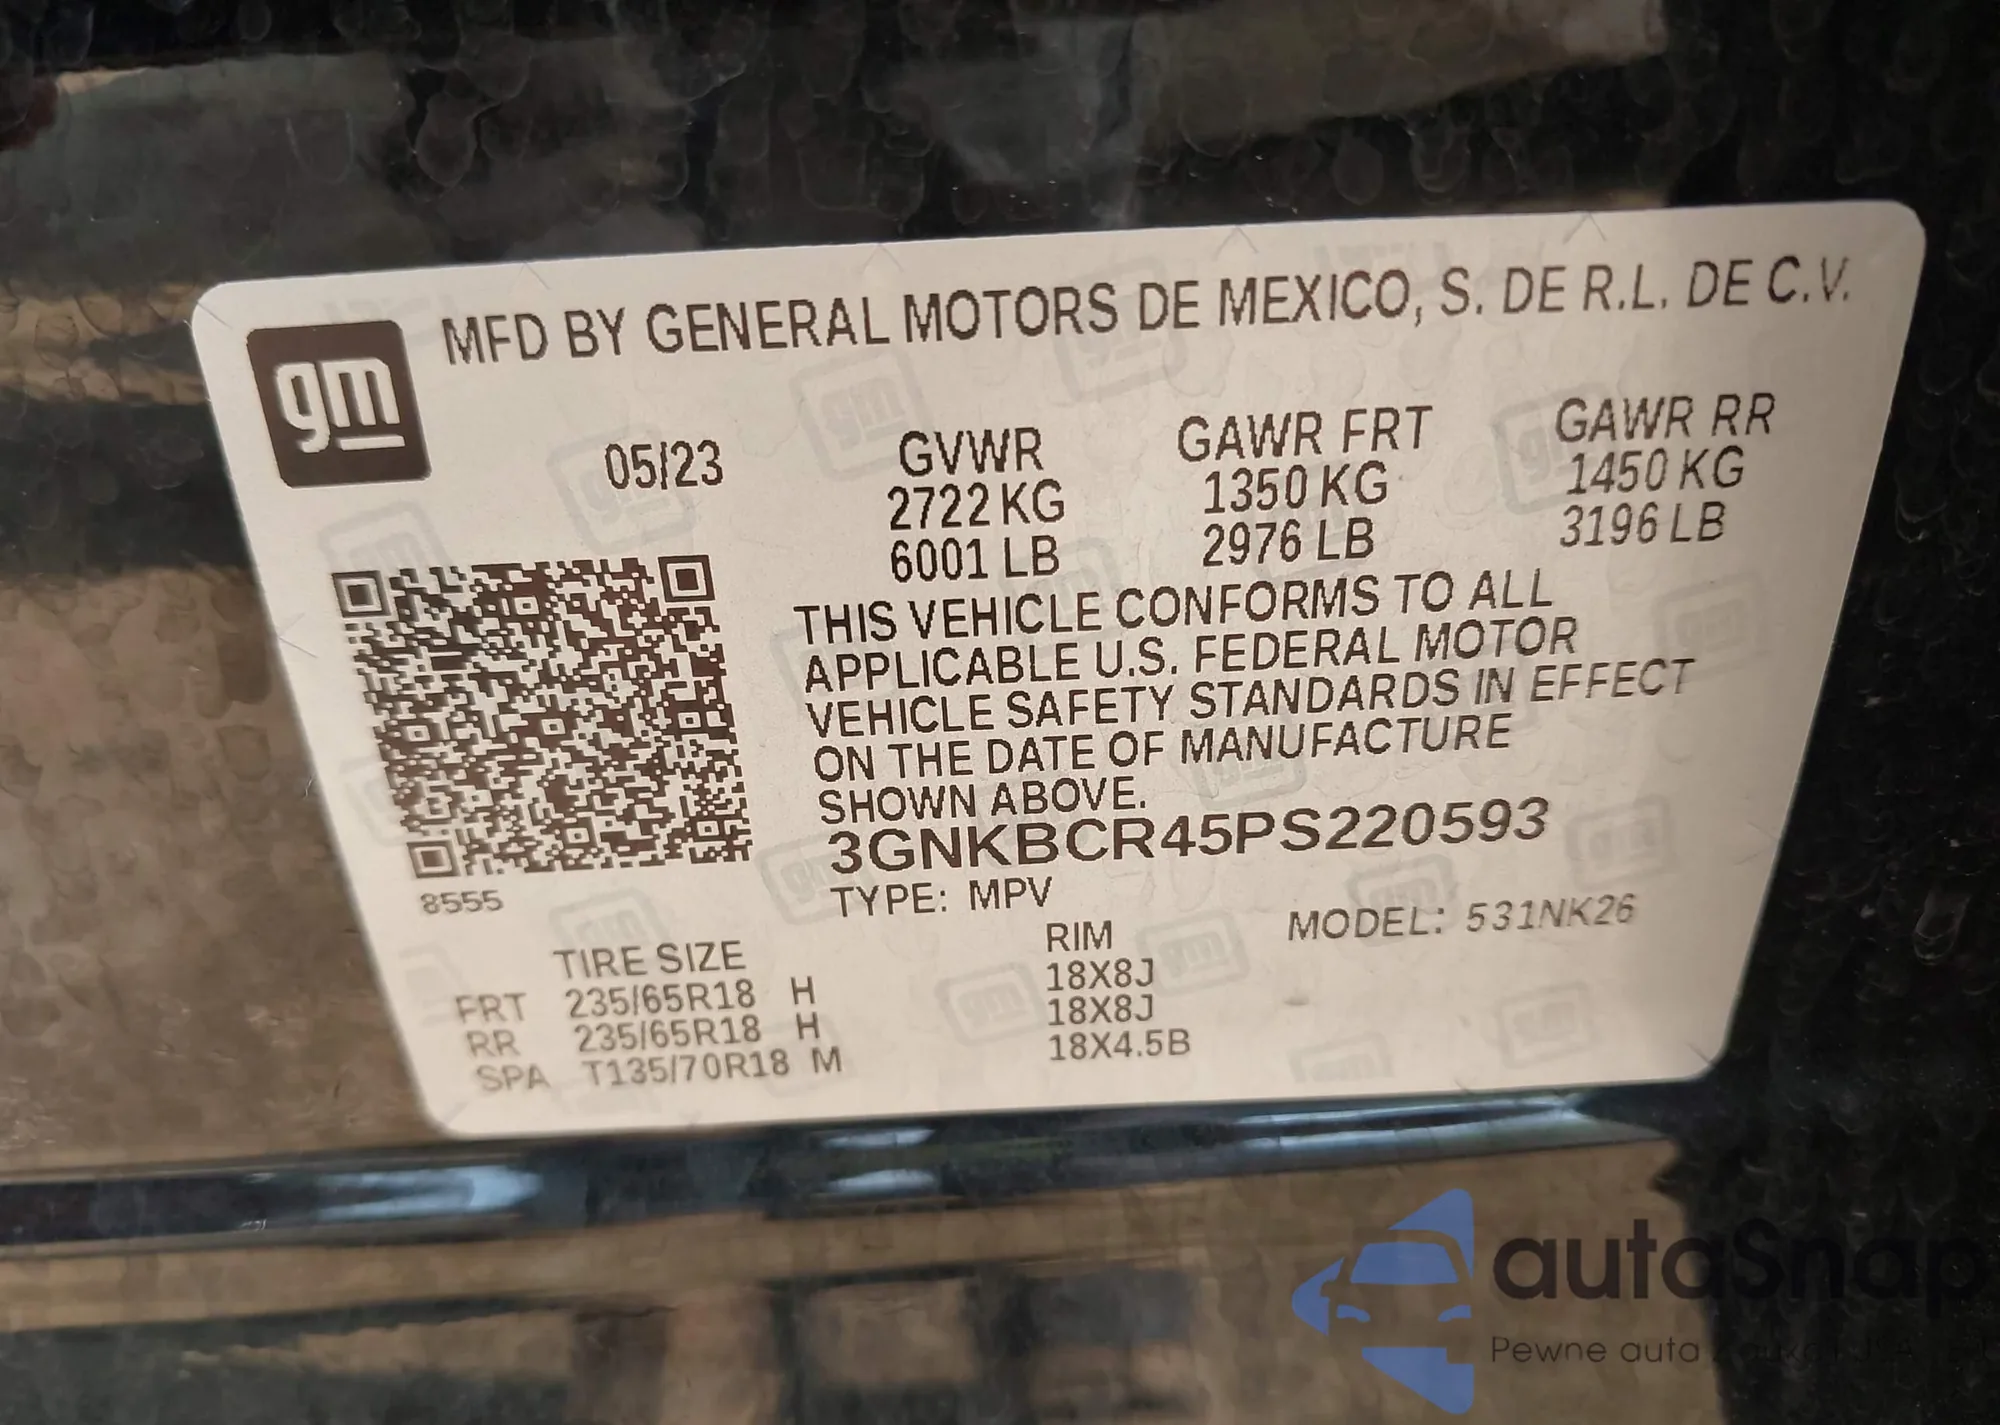 gm
MFD BY GENERAL MOTORS DE MEXICO, S. DE R.L. DE C.V.
05/23 GVWR GAWR FRT GAWR RR
2722 KG 1350 KG 1450 KG
6001 LB 2976 LB 3196 LB
THIS VEHICLE CONFORMS TO ALL
APPLICABLE U.S. FEDERAL MOTOR
VEHICLE SAFETY STANDARDS IN EFFECT
ON THE DATE OF MANUFACTURE
SHOWN ABOVE.
3GNKBCR45PS220593
8555
TYPE: MPV MODEL: 531NK26
TIRE SIZE RIM
FRT 235/65R18 H 18X8J
RR 235/65R18 H 18X8J
SPA T135/70R18 M 18X4.5B
autaSnap
Pewne auta